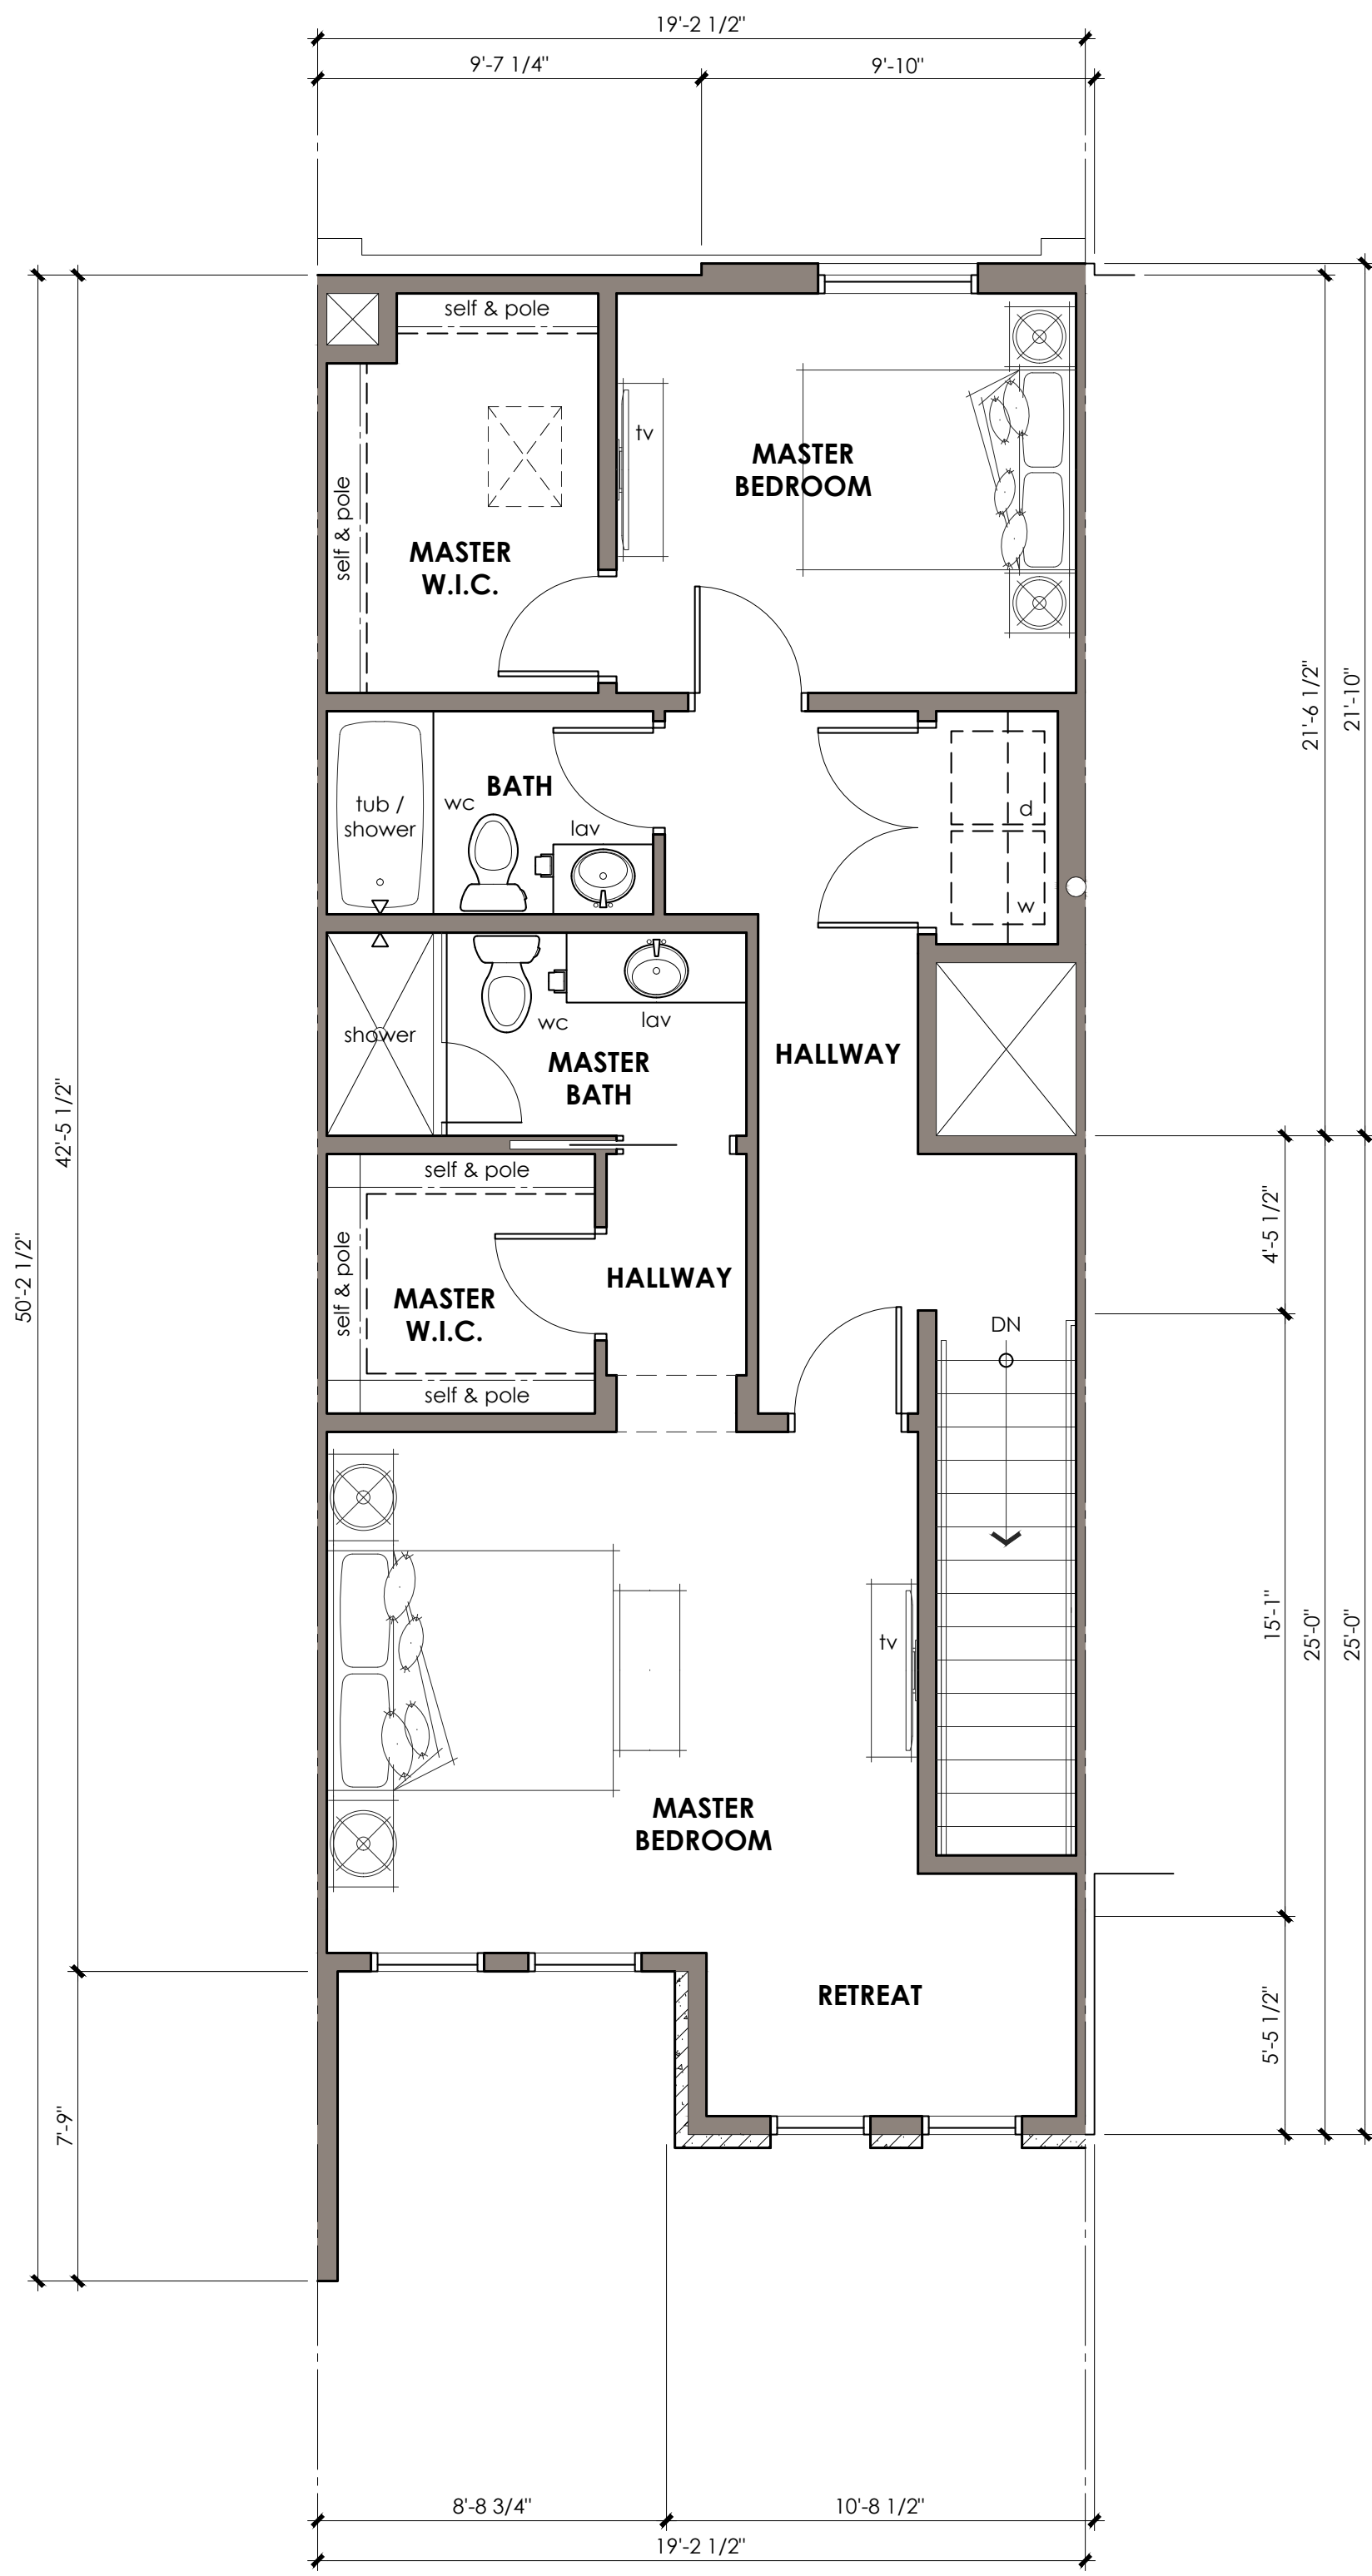 19'-2 1/2"
9'-7 1/4"
9'-10"
self & pole
tv
MASTER
BEDROOM
self & pole
MASTER
W.I.C.
21'-6 1/2"
21'-10"
BATH
wc
tub /
shower
lav
d
w
shower
wc
lav
MASTER
BATH
HALLWAY
42'-5 1/2"
50'-2 1/2"
self & pole
self & pole
HALLWAY
MASTER
W.I.C.
self & pole
4'-5 1/2"
DN
tv
15'-1"
25'-0"
25'-0"
MASTER
BEDROOM
RETREAT
5'-5 1/2"
7'-9"
8'-8 3/4"
10'-8 1/2"
19'-2 1/2"